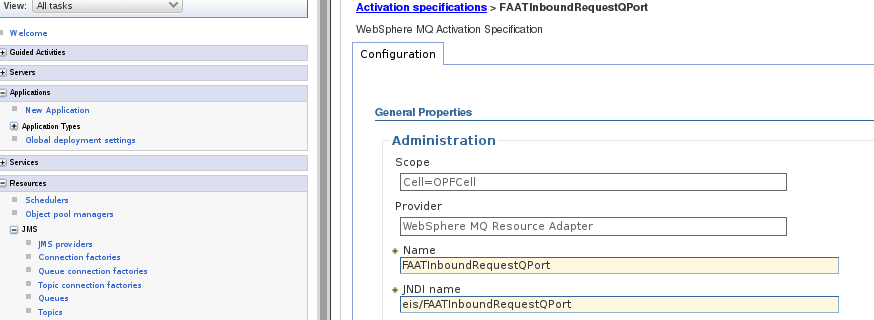 View: All tasks
Welcome
Guided Activities
Servers
Applications
New Application
Application Types
Global deployment settings
Services
Resources
Schedulers
Object pool managers
JMS
JMS providers
Connection factories
Queue connection factories
Topic connection factories
Queues
Topics
Activation specifications > FAATInboundRequestQPort
WebSphere MQ Activation Specification
Configuration
General Properties
Administration
Scope
Cell=OPFCell
Provider
WebSphere MQ Resource Adapter
Name
FAATInboundRequestQPort
JNDI name
eis/FAATInboundRequestQPort